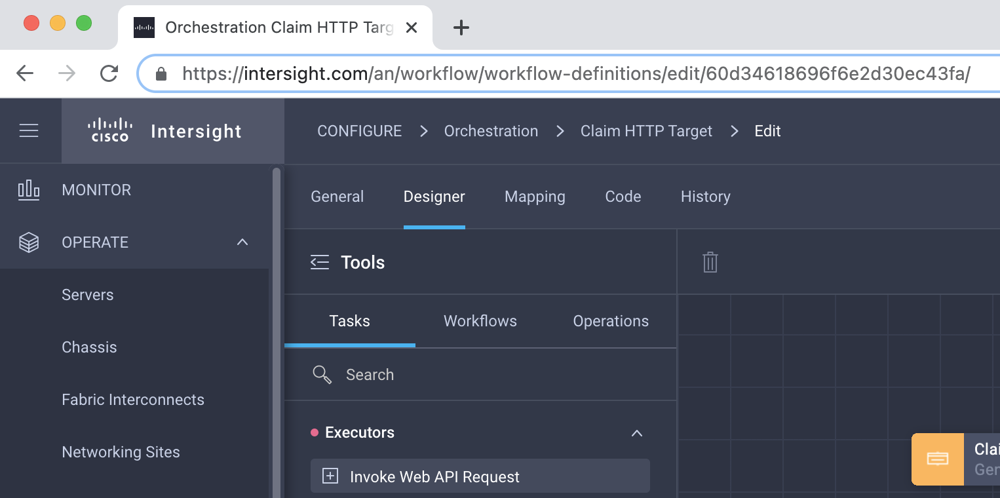 Orchestration Claim HTTP Targ
https://intersight.com/an/workflow/workflow-definitions/edit/60d34618696f6e2d30ec43fa/
CISCO Intersight
CONFIGURE > Orchestration > Claim HTTP Target > Edit
MONITOR
OPERATE
Servers
Chassis
Fabric Interconnects
Networking Sites
General Designer Mapping Code History
Tools
Tasks Workflows Operations
Search
Executors
Invoke Web API Request
Clai
Gen